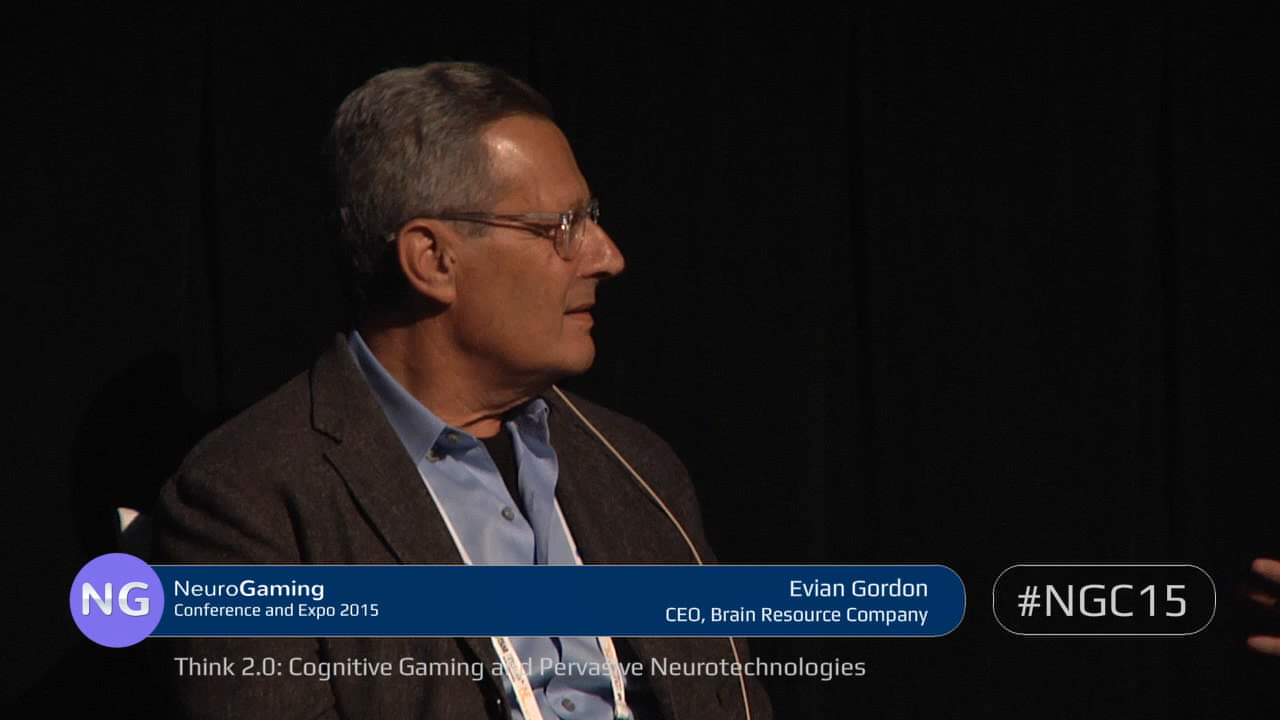 NG
NeuroGaming
Conference and Expo 2015
Evian Gordon
CEO, Brain Resource Company
#NGC15
Think 2.0: Cognitive Gaming and Pervasive Neurotechnologies